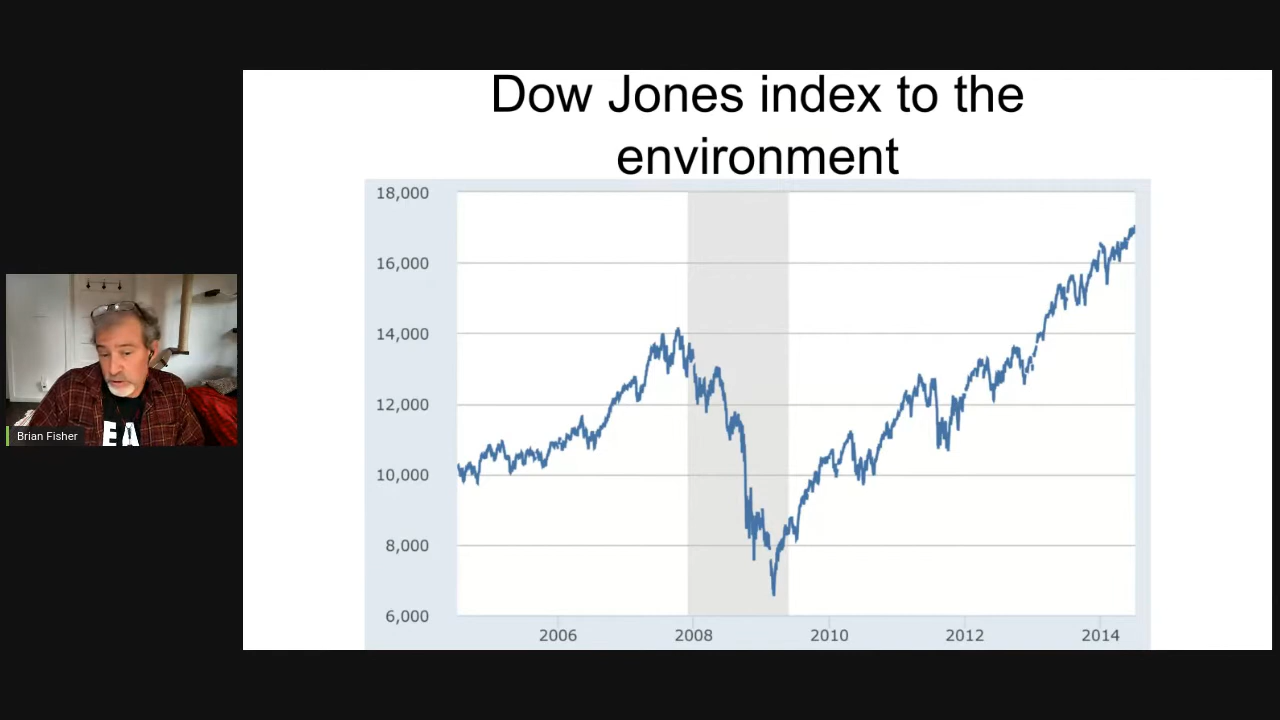 Dow Jones index to the
environment
18,000
16,000
14,000
12,000
10,000
8,000
6,000
2006 2008 2010 2012 2014
EA
Brian Fisher